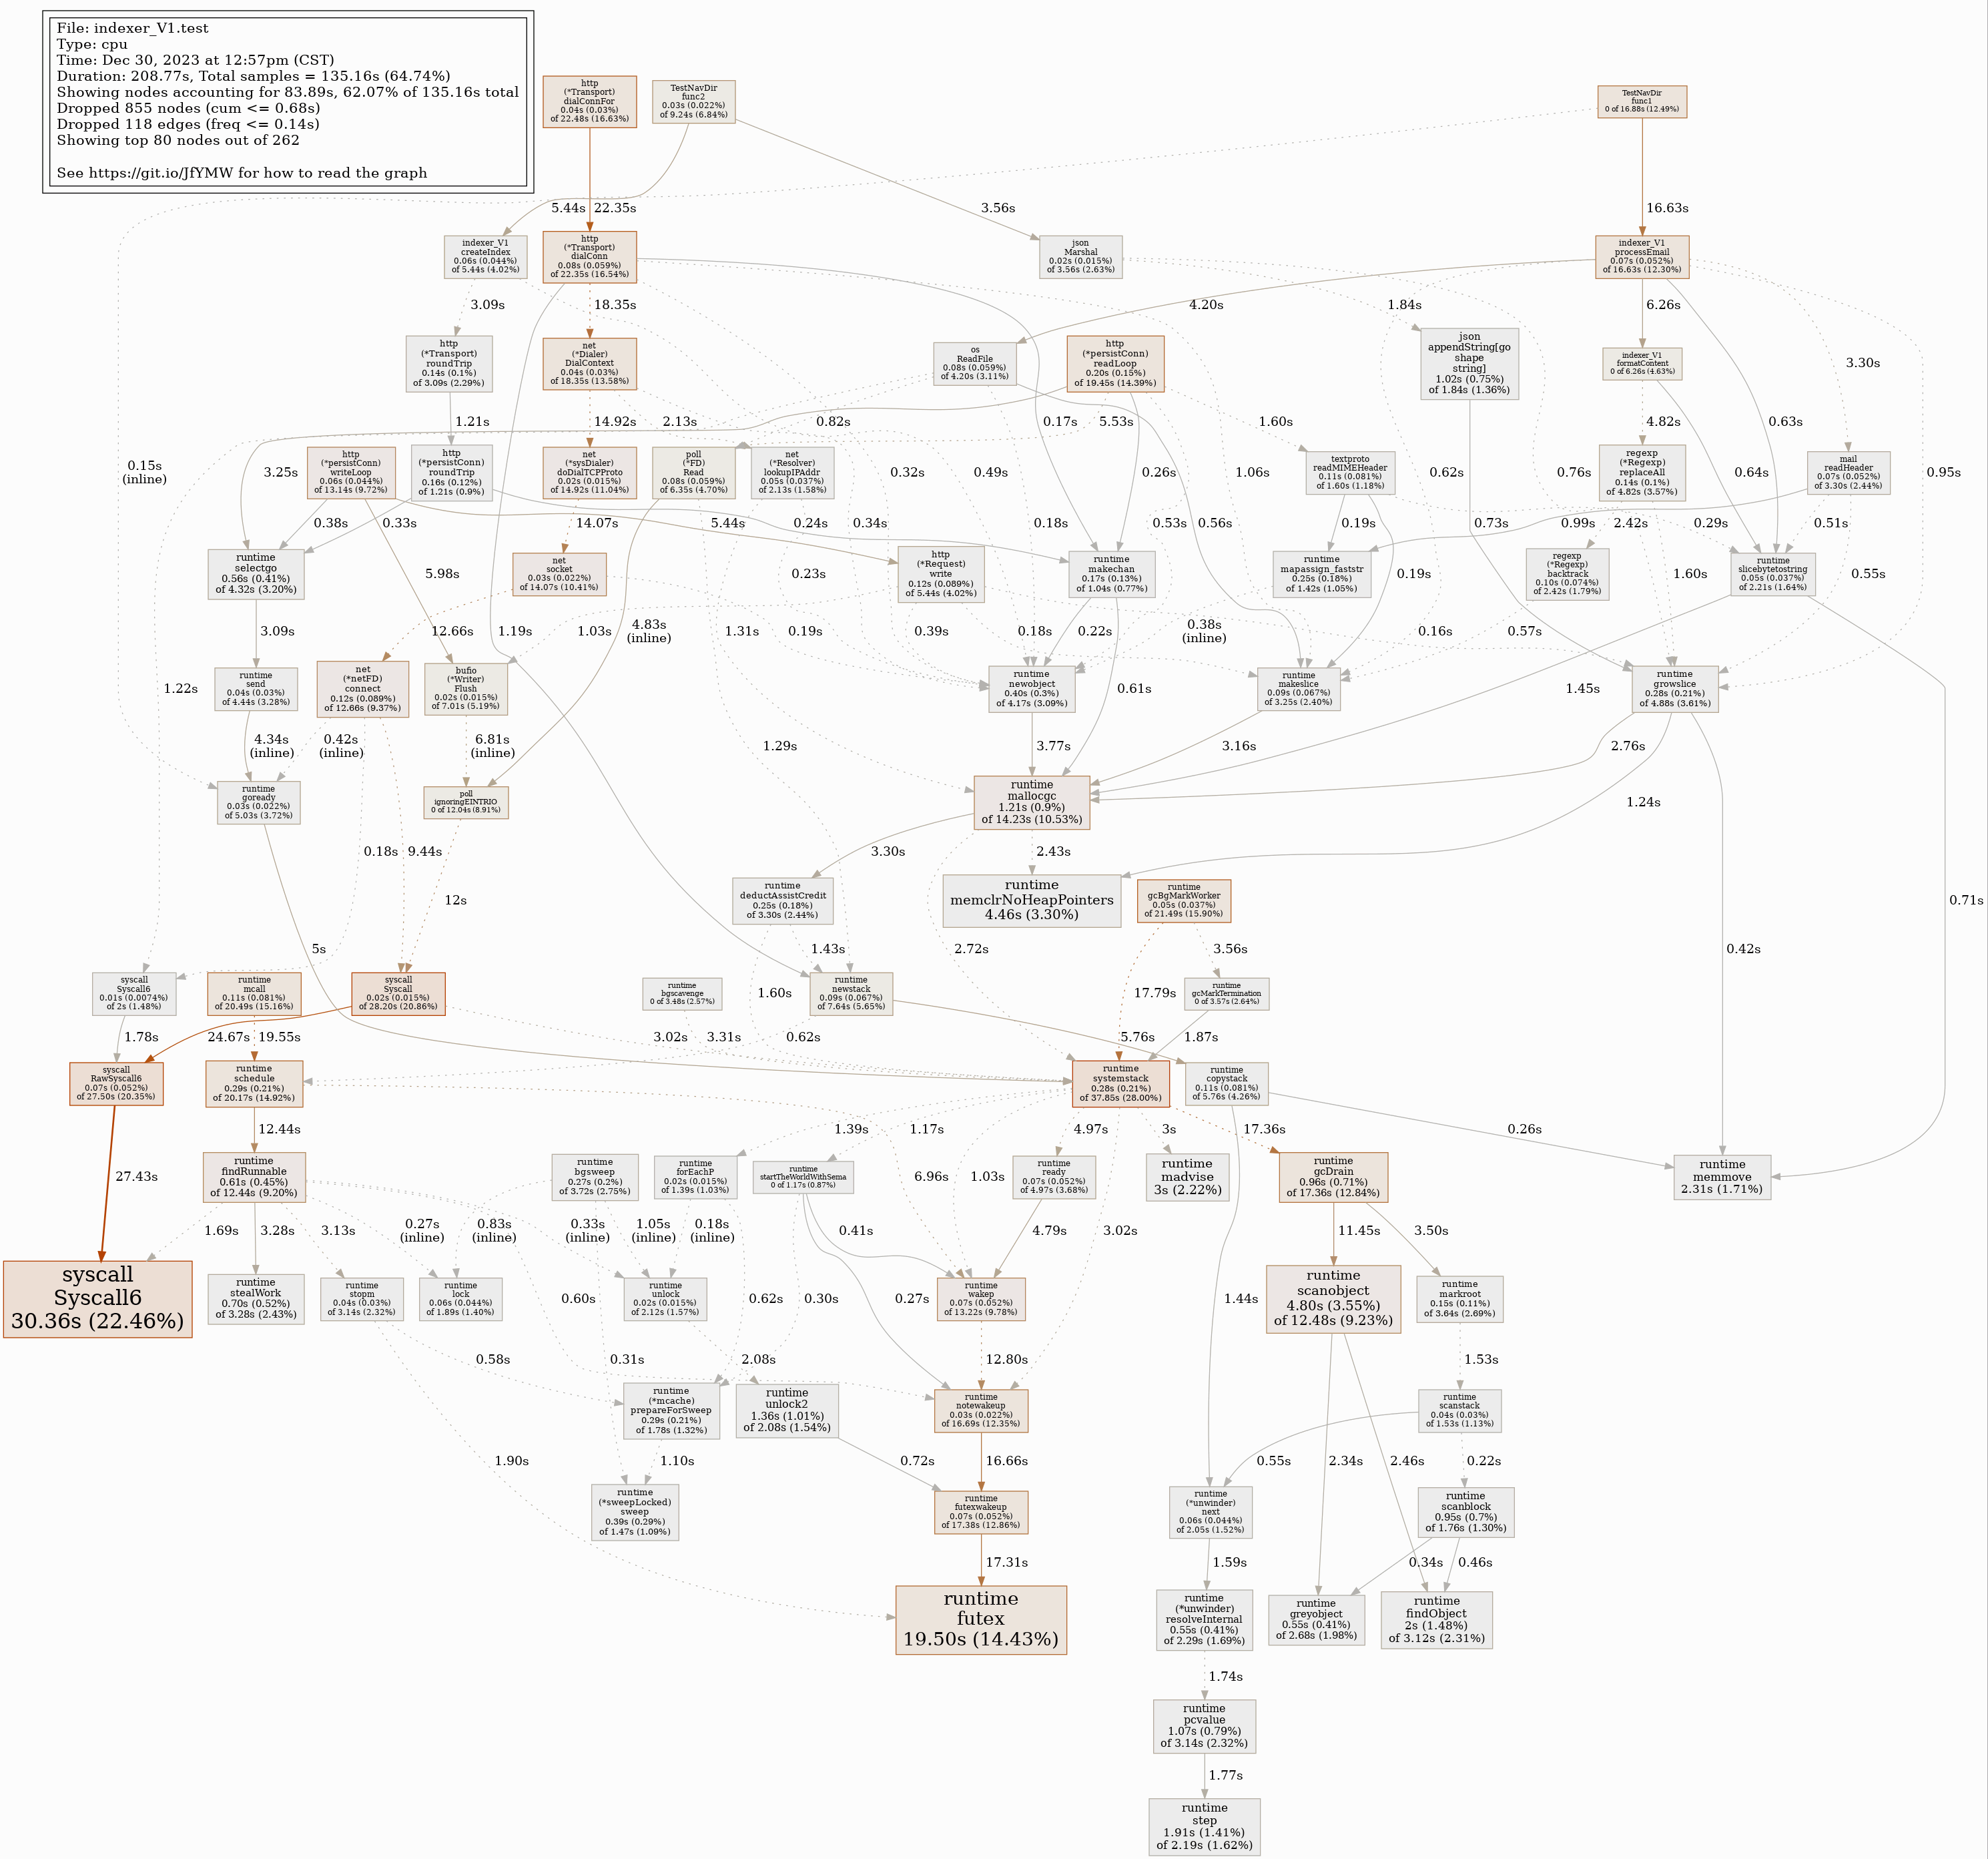 File: indexer_V1.test
Type: cpu
Time: Dec 30, 2023 at 12:57pm (CST)
Duration: 208.77s, Total samples = 135.16s (64.74%)
Showing nodes accounting for 83.89s, 62.07% of 135.16s total
Dropped 855 nodes (cum <= 0.68s)
Dropped 118 edges (freq <= 0.14s)
Showing top 80 nodes out of 262
See https://git.io/JfYMW for how to read the graph
http
(*Transport)
dialConnFor
0.04s (0.03%)
of 22.48s (16.63%)
TestNavDir
func2
0.03s (0.022%)
of 9.24s (6.84%)
TestNavDir
func1
0 of 16.88s (12.49%)
5.44s
22.35s
3.56s
16.63s
indexer_V1
createIndex
0.06s (0.044%)
of 5.44s (4.02%)
http
(*Transport)
dialConn
0.08s (0.059%)
of 22.35s (16.54%)
json
Marshal
0.02s (0.015%)
of 3.56s (2.63%)
indexer_V1
processEmail
0.07s (0.052%)
of 16.63s (12.30%)
3.09s
18.35s
4.20s
1.84s
6.26s
http
(*Transport)
roundTrip
0.14s (0.1%)
of 3.09s (2.29%)
net
(*Dialer)
DialContext
0.04s (0.03%)
of 18.35s (13.58%)
os
ReadFile
0.08s (0.059%)
of 4.20s (3.11%)
http
(*persistConn)
readLoop
0.20s (0.15%)
of 19.45s (14.39%)
json
appendString[go
shape
string]
1.02s (0.75%)
of 1.84s (1.36%)
indexer_V1
formatContent
0 of 6.26s (4.63%)
3.30s
1.21s
14.92s
2.13s
0.82s
0.17s
5.53s
1.60s
4.82s
0.63s
0.15s
(inline)
3.25s
0.32s
0.49s
0.26s
1.06s
0.62s
0.76s
0.64s
0.95s
http
(*persistConn)
writeLoop
0.06s (0.044%)
of 13.14s (9.72%)
http
(*persistConn)
roundTrip
0.16s (0.12%)
of 1.21s (0.9%)
net
(*sysDialer)
doDialTCPProto
0.02s (0.015%)
of 14.92s (11.04%)
poll
(*FD)
Read
0.08s (0.059%)
of 6.35s (4.70%)
net
(*Resolver)
lookupIPAddr
0.05s (0.037%)
of 2.13s (1.58%)
textproto
readMIMEHeader
0.11s (0.081%)
of 1.60s (1.18%)
regexp
(*Regexp)
replaceAll
0.14s (0.1%)
of 4.82s (3.57%)
mail
readHeader
0.07s (0.052%)
of 3.30s (2.44%)
0.38s
0.33s
14.07s
5.44s
0.24s
0.34s
0.18s
0.53s
0.56s
0.19s
0.99s
0.73s
2.42s
0.29s
0.51s
runtime
selectgo
0.56s (0.41%)
of 4.32s (3.20%)
net
socket
0.03s (0.022%)
of 14.07s (10.41%)
http
(*Request)
write
0.12s (0.089%)
of 5.44s (4.02%)
runtime
makechan
0.17s (0.13%)
of 1.04s (0.77%)
runtime
mapassign_faststr
0.25s (0.18%)
of 1.42s (1.05%)
regexp
(*Regexp)
backtrack
0.10s (0.074%)
of 2.42s (1.79%)
runtime
slicebytetostring
0.05s (0.037%)
of 2.21s (1.64%)
5.98s
0.23s
0.19s
1.60s
0.55s
3.09s
12.66s
1.19s
1.03s
4.83s
(inline)
1.31s
0.19s
0.39s
0.18s
0.22s
0.38s
(inline)
0.16s
0.57s
runtime
send
0.04s (0.03%)
of 4.44s (3.28%)
net
(*netFD)
connect
0.12s (0.089%)
of 12.66s (9.37%)
bufio
(*Writer)
Flush
0.02s (0.015%)
of 7.01s (5.19%)
runtime
newobject
0.40s (0.3%)
of 4.17s (3.09%)
runtime
makeslice
0.09s (0.067%)
of 3.25s (2.40%)
runtime
growslice
0.28s (0.21%)
of 4.88s (3.61%)
1.22s
0.61s
1.45s
4.34s
(inline)
0.42s
(inline)
6.81s
(inline)
1.29s
3.77s
3.16s
2.76s
runtime
goready
0.03s (0.022%)
of 5.03s (3.72%)
poll
ignoringEINTRIO
0 of 12.04s (8.91%)
runtime
mallocgc
1.21s (0.9%)
of 14.23s (10.53%)
1.24s
0.18s
9.44s
3.30s
2.43s
runtime
deductAssistCredit
0.25s (0.18%)
of 3.30s (2.44%)
runtime
memclrNoHeapPointers
4.46s (3.30%)
runtime
gcBgMarkWorker
0.05s (0.037%)
of 21.49s (15.90%)
12s
0.71s
5s
1.43s
2.72s
3.56s
0.42s
syscall
Syscall6
0.01s (0.0074%)
of 2s (1.48%)
runtime
mcall
0.11s (0.081%)
of 20.49s (15.16%)
syscall
Syscall
0.02s (0.015%)
of 28.20s (20.86%)
runtime
bgscavenge
0 of 3.48s (2.57%)
1.60s
runtime
newstack
0.09s (0.067%)
of 7.64s (5.65%)
17.79s
runtime
gcMarkTermination
0 of 3.57s (2.64%)
1.78s
24.67s
19.55s
3.02s
3.31s
0.62s
5.76s
1.87s
syscall
RawSyscall6
0.07s (0.052%)
of 27.50s (20.35%)
runtime
schedule
0.29s (0.21%)
of 20.17s (14.92%)
runtime
systemstack
0.28s (0.21%)
of 37.85s (28.00%)
runtime
copystack
0.11s (0.081%)
of 5.76s (4.26%)
12.44s
1.39s
1.17s
4.97s
3s
17.36s
0.26s
27.43s
runtime
findRunnable
0.61s (0.45%)
of 12.44s (9.20%)
runtime
bgsweep
0.27s (0.2%)
of 3.72s (2.75%)
runtime
forEachP
0.02s (0.015%)
of 1.39s (1.03%)
runtime
startTheWorldWithSema
0 of 1.17s (0.87%)
6.96s
1.03s
runtime
ready
0.07s (0.052%)
of 4.97s (3.68%)
runtime
madvise
3s (2.22%)
runtime
gcDrain
0.96s (0.71%)
of 17.36s (12.84%)
runtime
memmove
2.31s (1.71%)
1.69s
3.28s
3.13s
0.27s
(inline)
0.83s
(inline)
0.33s
(inline)
1.05s
(inline)
0.18s
(inline)
0.41s
4.79s
3.02s
11.45s
3.50s
syscall
Syscall6
30.36s (22.46%)
runtime
stealWork
0.70s (0.52%)
of 3.28s (2.43%)
runtime
stopm
0.04s (0.03%)
of 3.14s (2.32%)
runtime
lock
0.06s (0.044%)
of 1.89s (1.40%)
0.60s
runtime
unlock
0.02s (0.015%)
of 2.12s (1.57%)
0.62s
0.30s
0.27s
runtime
wakep
0.07s (0.052%)
of 13.22s (9.78%)
1.44s
runtime
scanobject
4.80s (3.55%)
of 12.48s (9.23%)
runtime
markroot
0.15s (0.11%)
of 3.64s (2.69%)
0.58s
0.31s
2.08s
12.80s
1.53s
runtime
(*mcache)
prepareForSweep
0.29s (0.21%)
of 1.78s (1.32%)
runtime
unlock2
1.36s (1.01%)
of 2.08s (1.54%)
runtime
notewakeup
0.03s (0.022%)
of 16.69s (12.35%)
runtime
scanstack
0.04s (0.03%)
of 1.53s (1.13%)
1.90s
1.10s
0.72s
16.66s
0.55s
2.34s
2.46s
0.22s
runtime
(*sweepLocked)
sweep
0.39s (0.29%)
of 1.47s (1.09%)
runtime
futexwakeup
0.07s (0.052%)
of 17.38s (12.86%)
runtime
(*unwinder)
next
0.06s (0.044%)
of 2.05s (1.52%)
runtime
scanblock
0.95s (0.7%)
of 1.76s (1.30%)
17.31s
1.59s
0.34s
0.46s
runtime
futex
19.50s (14.43%)
runtime
(*unwinder)
resolveInternal
0.55s (0.41%)
of 2.29s (1.69%)
runtime
greyobject
0.55s (0.41%)
of 2.68s (1.98%)
runtime
findObject
2s (1.48%)
of 3.12s (2.31%)
1.74s
runtime
pcvalue
1.07s (0.79%)
of 3.14s (2.32%)
1.77s
runtime
step
1.91s (1.41%)
of 2.19s (1.62%)